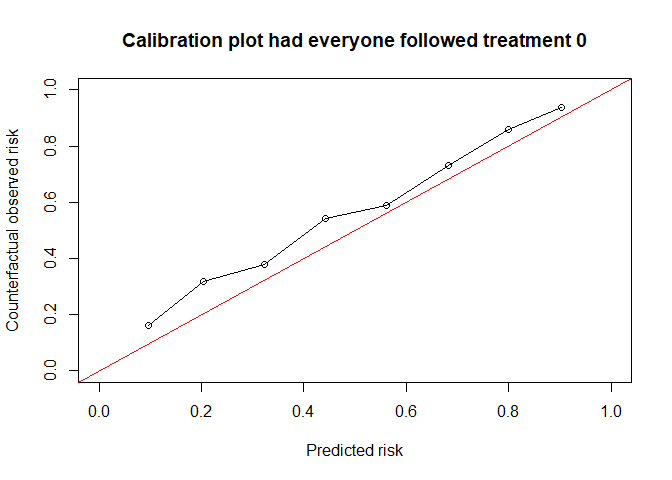 Calibration plot had everyone followed treatment 0
Counterfactual observed risk
1.0
0.8
0.6
0.4
0.2
0.0
0.0 0.2 0.4 0.6 0.8 1.0
Predicted risk